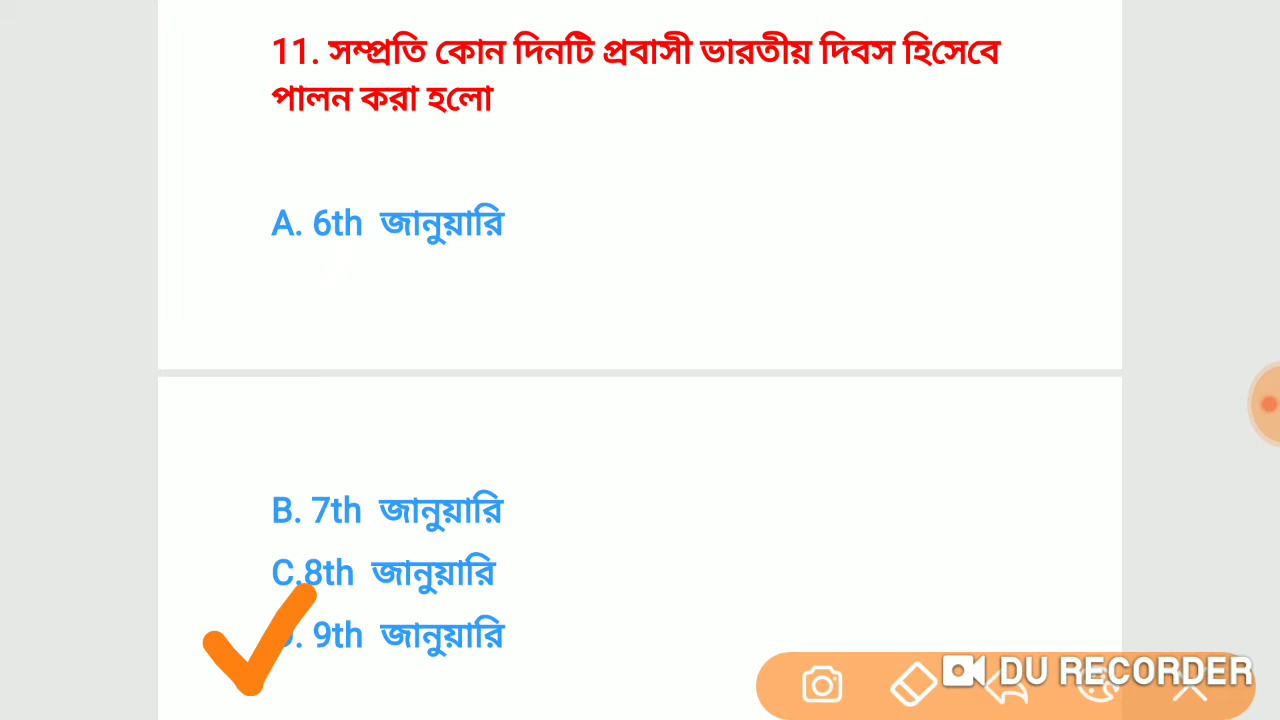 11. সম্প্রতি কোন দিনটি প্রবাসী ভারতীয় দিবস হিসেবে
পালন করা হলো
A. 6th জানুয়ারি
B. 7th জানুয়ারি
C.8th জানুয়ারি
D. 9th জানুয়ারি
DU RECORDER